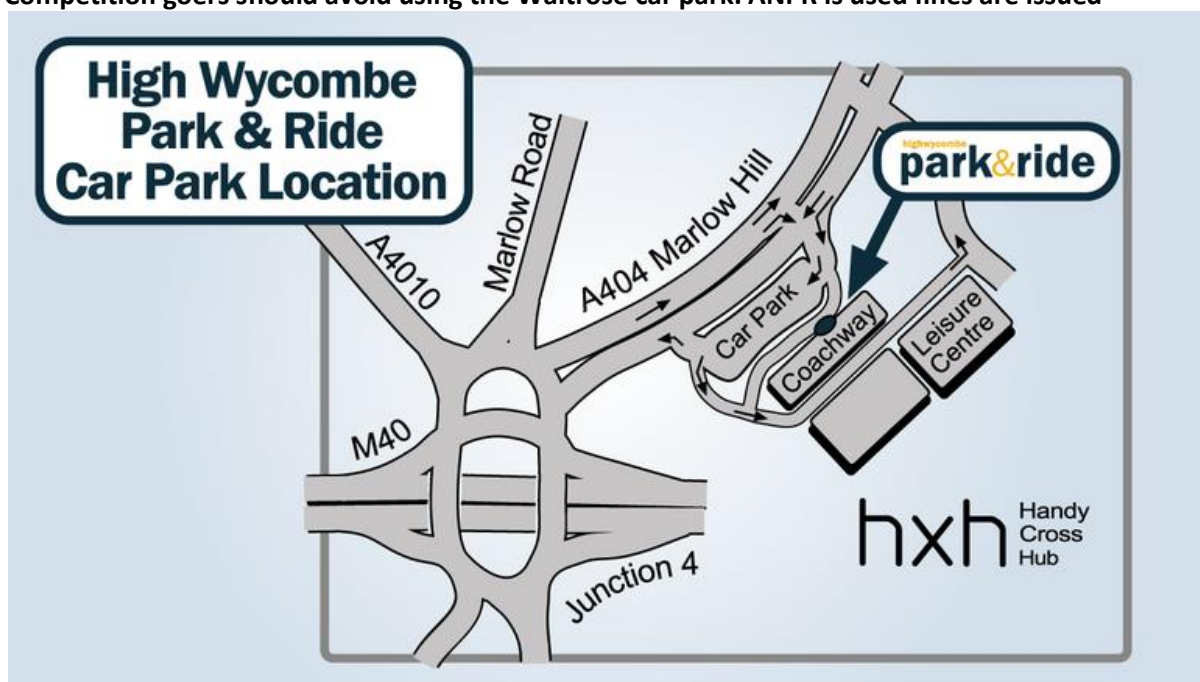 Competition goers should avoid using the Waitrose car park. ANPR is used fines are issued
High Wycombe
Park & Ride
Car Park Location
A4010
Marlow Road
A404 Marlow Hill
highwycombe
park&ride
Car Park
Coachway
Leisure
Centre
M40
Junction 4
hxh
Handy
Cross
Hub